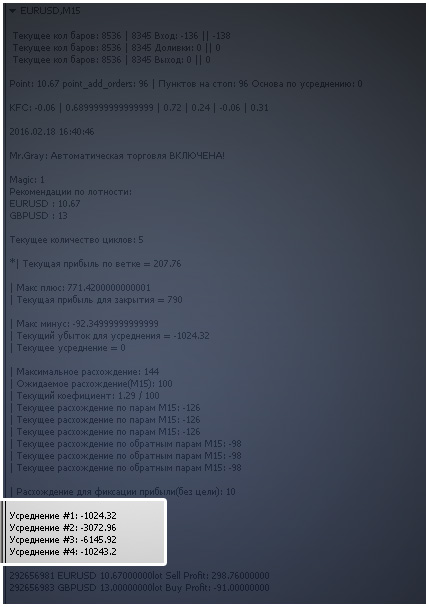 EURUSD,M15
Текущее кол баров: 8536 | 8345 Вход: -136 || -138
Текущее кол баров: 8536 | 8345 Доливки: 0 || 0
Текущее кол баров: 8536 | 8345 Выход: 0 || 0
Point: 10.67 point_add_orders: 96 | Пунктов на стоп: 96 Основа по усреднению: 0
KFC: -0.06 | 0.6899999999999999 | 0.72 | 0.24 | -0.06 | 0.31
2016.02.18 16:40:46
Mr.Gray: Автоматическая торговля ВКЛЮЧЕНА!
Magic: 1
Рекомендации по лотности:
EURUSD : 10.67
GBPUSD : 13
Текущее количество циклов: 5
*| Текущая прибыль по ветке = 207.76
| Макс плюс: 771.4200000000001
| Текущая прибыль для закрытия = 790
| Макс минус: -92.34999999999999
| Текущий убыток для усреднения = -1024.32
| Текущее усреднение = 0
| Максимальное расхождение: 144
| Ожидаемое расхождение(M15): 100
| Текущий коефициент: 1.29 / 100
| Текущее расхождение по парам M15: -126
| Текущее расхождение по парам M15: -126
| Текущее расхождение по парам M15: -126
| Текущее расхождение по обратным парам M15: -98
| Текущее расхождение по обратным парам M15: -98
| Текущее расхождение по обратным парам M15: -98
| Расхождение для фиксации прибыли(без цели): 10
Усреднение #1: -1024.32
Усреднение #2: -3072.96
Усреднение #3: -6145.92
Усреднение #4: -10243.2
292656981 EURUSD 10.67000000lot Sell Profit: 298.76000000
292656983 GBPUSD 13.00000000lot Buy Profit: -91.00000000